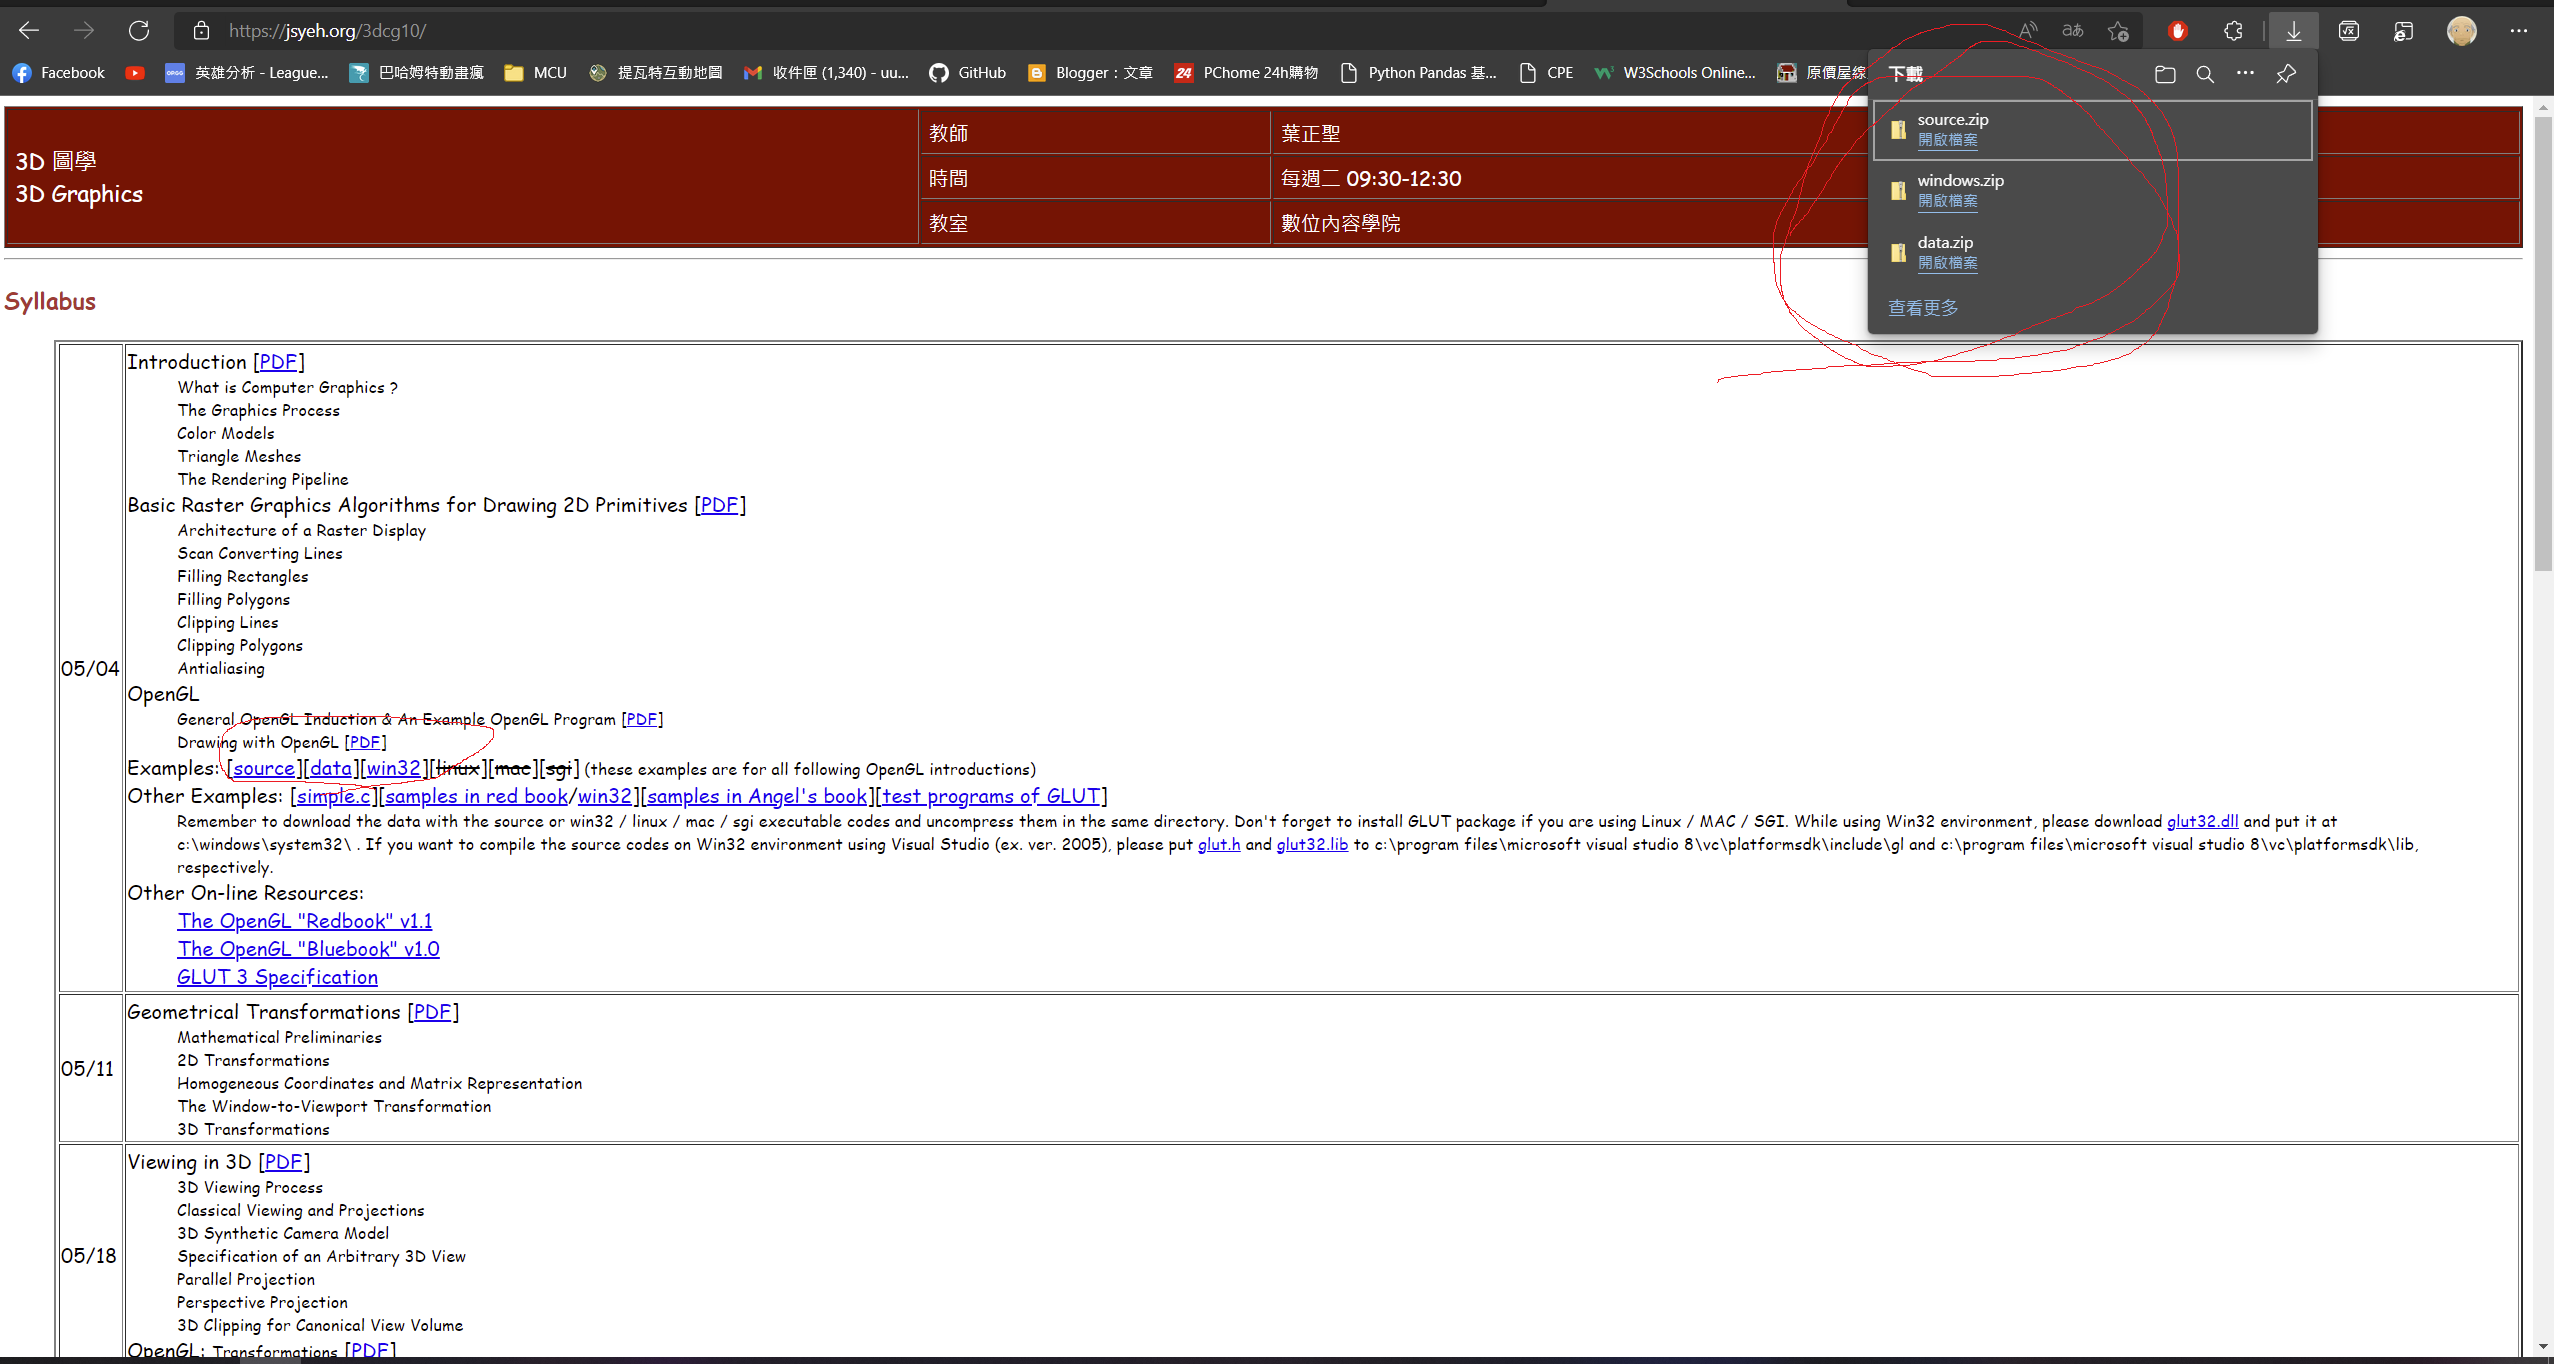 https://jsyeh.org/3dcg10/
Facebook
英雄分析 - League...
巴哈姆特動畫瘋
MCU
提瓦特互動地圖
收件匣 (1,340) - uu...
GitHub
Blogger：文章
PChome 24h購物
Python Pandas 基...
CPE
W3Schools Online...
原價屋線
下載
source.zip
開啟檔案
windows.zip
開啟檔案
data.zip
開啟檔案
查看更多
3D 圖學
3D Graphics
教師
葉正聖
時間
每週二 09:30-12:30
教室
數位內容學院
Syllabus
05/04
Introduction [PDF]
What is Computer Graphics ?
The Graphics Process
Color Models
Triangle Meshes
The Rendering Pipeline
Basic Raster Graphics Algorithms for Drawing 2D Primitives [PDF]
Architecture of a Raster Display
Scan Converting Lines
Filling Rectangles
Filling Polygons
Clipping Lines
Clipping Polygons
Antialiasing
OpenGL
General OpenGL Induction & An Example OpenGL Program [PDF]
Drawing with OpenGL [PDF]
Examples: [source][data][win32][linux][mac][sgi] (these examples are for all following OpenGL introductions)
Other Examples: [simple.c][samples in red book/win32][samples in Angel's book][test programs of GLUT]
Remember to download the data with the source or win32 / linux / mac / sgi executable codes and uncompress them in the same directory. Don't forget to install GLUT package if you are using Linux / MAC / SGI. While using Win32 environment, please download glut32.dll and put it at
c:\windows\system32\ . If you want to compile the source codes on Win32 environment using Visual Studio (ex. ver. 2005), please put glut.h and glut32.lib to c:\program files\microsoft visual studio 8\vc\platformsdk\include\gl and c:\program files\microsoft visual studio 8\vc\platformsdk\lib,
respectively.
Other On-line Resources:
The OpenGL "Redbook" v1.1
The OpenGL "Bluebook" v1.0
GLUT 3 Specification
05/11
Geometrical Transformations [PDF]
Mathematical Preliminaries
2D Transformations
Homogeneous Coordinates and Matrix Representation
The Window-to-Viewport Transformation
3D Transformations
05/18
Viewing in 3D [PDF]
3D Viewing Process
Classical Viewing and Projections
3D Synthetic Camera Model
Specification of an Arbitrary 3D View
Parallel Projection
Perspective Projection
3D Clipping for Canonical View Volume
OpenGL: Transformations [PDF]